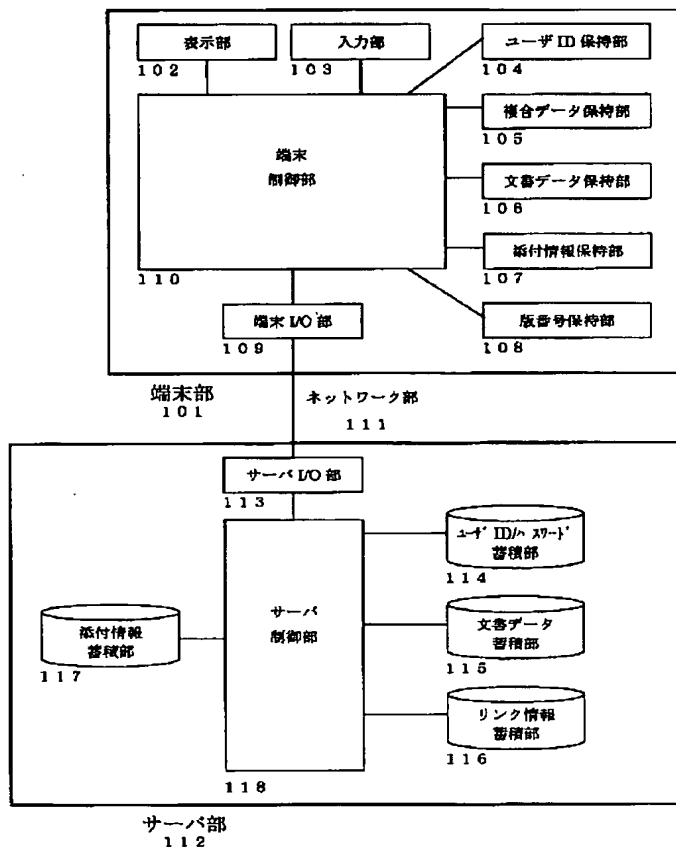 表示部
102
入力部
103
ユーザID保持部
104
複合データ保持部
105
端末
制御部
110
文書データ保持部
106
添付情報保持部
107
端末I/O部
109
版番号保持部
108
端末部
101
ネットワーク部
111
サーバI/O部
113
ユーザID/パスワード
蓄積部
114
サーバ
制御部
118
添付情報
蓄積部
117
文書データ
蓄積部
115
リンク情報
蓄積部
116
サーバ部
112